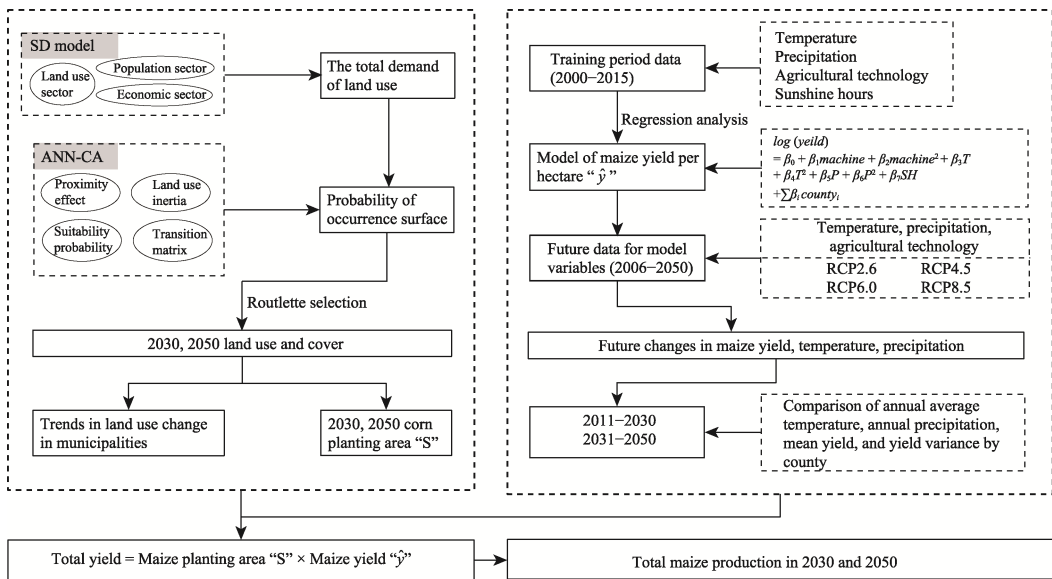 SD model
Land use
sector
Population sector
Economic sector
The total demand
of land use
ANN-CA
Proximity
effect
Land use
inertia
Suitability
probability
Transition
matrix
Probability of
occurrence surface
Routlette selection
2030, 2050 land use and cover
Trends in land use change
in municipalities
2030, 2050 corn
planting area “S”
Training period data
(2000−2015)
Temperature
Precipitation
Agricultural technology
Sunshine hours
Regression analysis
Model of maize yield per
hectare “ŷ”
log (yeild)
= β₀ + β₁machine + β₂machine² + β₃T
+ β₄T² + β₅P + β₆P² + β₇SH
+∑βᵢ countyᵢ
Future data for model
variables (2006−2050)
Temperature, precipitation,
agricultural technology
RCP2.6 RCP4.5
RCP6.0 RCP8.5
Future changes in maize yield, temperature, precipitation
2011−2030
2031−2050
Comparison of annual average
temperature, annual precipitation,
mean yield, and yield variance by
county
Total yield = Maize planting area “S” × Maize yield “ŷ”
Total maize production in 2030 and 2050